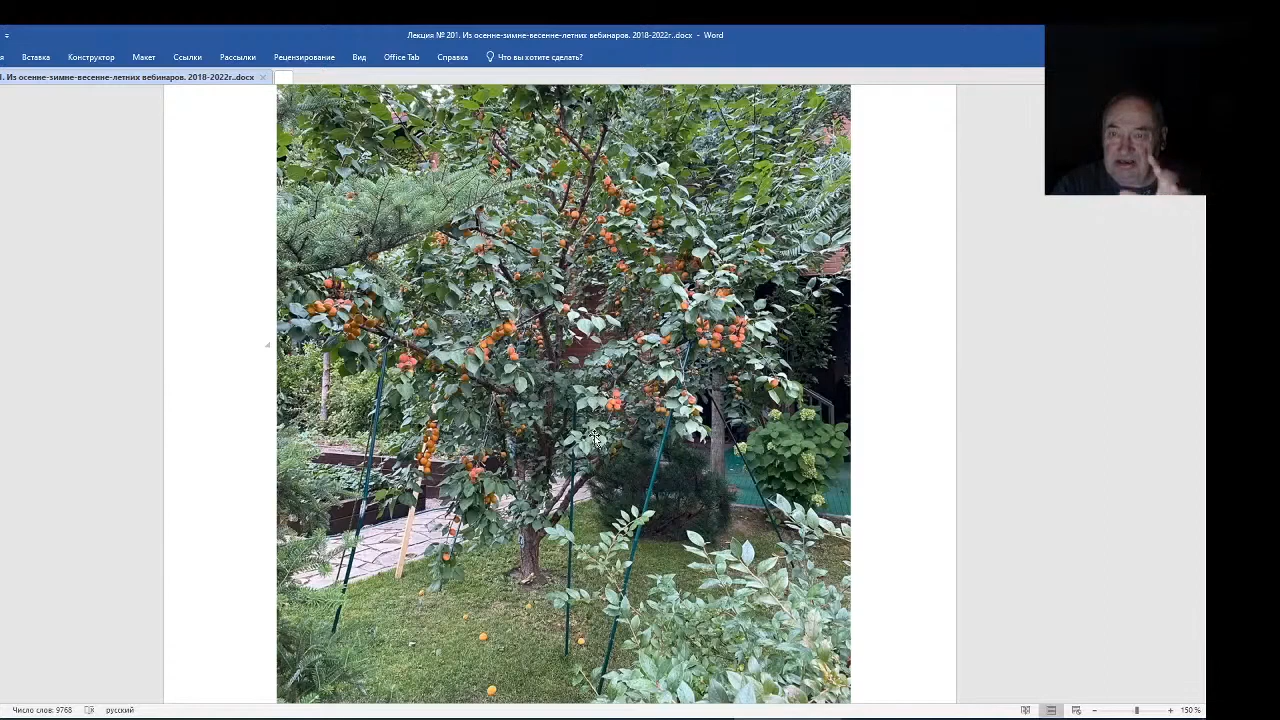 Лекция № 201. Из осенне-зимне-весенне-летних вебинаров. 2018-2022г..docx - Word
Вставка Конструктор Макет Ссылки Рассылки Рецензирование Вид Office Tab Справка Что вы хотите сделать?
. Из осенне-зимне-весенне-летних вебинаров. 2018-2022г..docx
Число слов: 9768 русский 150 %